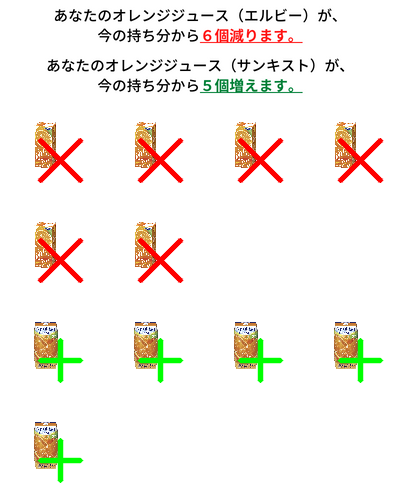 あなたのオレンジジュース（エルビー）が、
今の持ち分から６個減ります。
あなたのオレンジジュース（サンキスト）が、
今の持ち分から５個増えます。